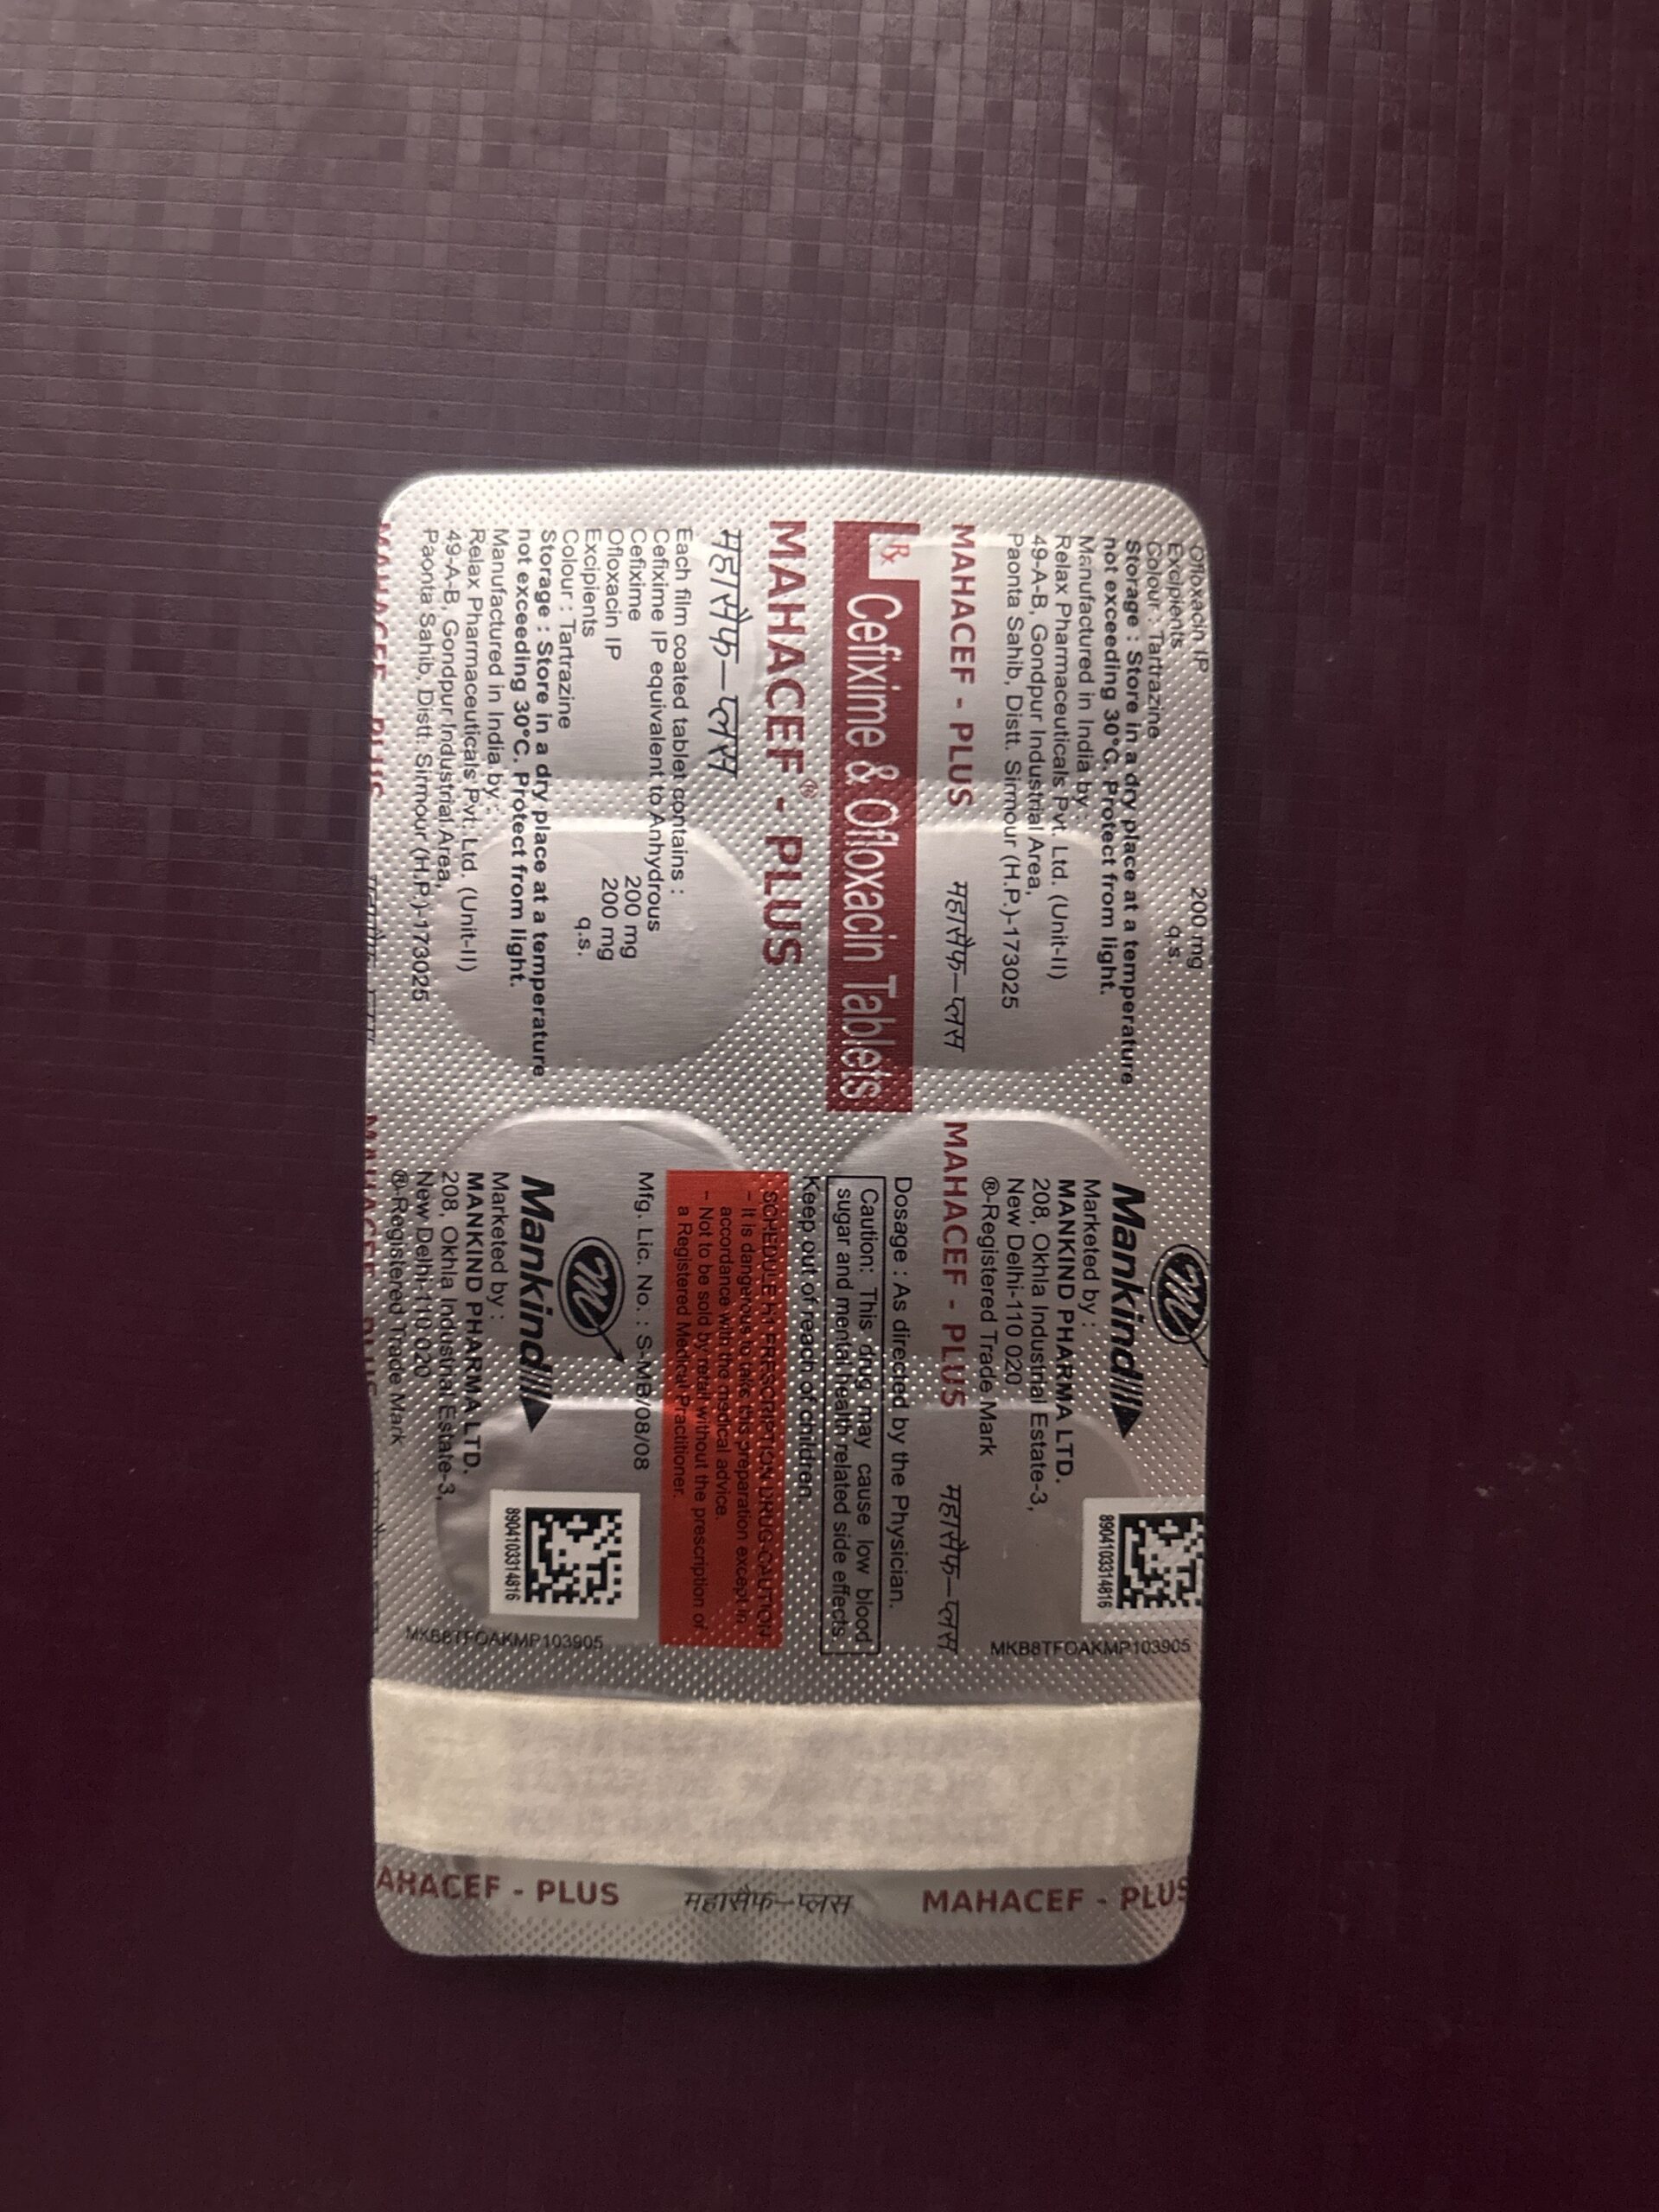 Ofloxacin IP 200 mg
Excipients q.s.
Colour : Tartrazine
Storage : Store in a dry place at a temperature
not exceeding 30°C. Protect from light.
Manufactured in India by :
Relax Pharmaceuticals Pvt. Ltd. (Unit-II)
49-A-B, Gondpur Industrial Area,
Paonta Sahib, Distt. Sirmour (H.P.)-173025
Mankind
Marketed by :
MANKIND PHARMA LTD.
208, Okhla Industrial Estate-3,
New Delhi-110 020
®-Registered Trade Mark
8904103314816
MKB8TFOAKMP103905
MAHACEF - PLUS महासेफ–प्लस MAHACEF - PLUS महासेफ–प्लस
Rx
Cefixime & Ofloxacin Tablets
MAHACEF® - PLUS
महासेफ–प्लस
Each film coated tablet contains :
Cefixime IP equivalent to Anhydrous
Cefixime 200 mg
Ofloxacin IP 200 mg
Excipients q.s.
Colour : Tartrazine
Storage : Store in a dry place at a temperature
not exceeding 30°C. Protect from light.
Manufactured in India by :
Relax Pharmaceuticals Pvt. Ltd. (Unit-II)
49-A-B, Gondpur Industrial Area,
Paonta Sahib, Distt. Sirmour (H.P.)-173025
Dosage : As directed by the Physician.
Caution: This drug may cause low blood
sugar and mental health related side effects.
Keep out of reach of children.
SCHEDULE H1 PRESCRIPTION DRUG-CAUTION
– It is dangerous to take this preparation except in
accordance with the medical advice.
– Not to be sold by retail without the prescription of
a Registered Medical Practitioner.
Mfg. Lic. No. : S-MB/08/08
Mankind
Marketed by :
MANKIND PHARMA LTD.
208, Okhla Industrial Estate-3,
New Delhi-110 020
®-Registered Trade Mark
8904103314816
MKB8TFOAKMP103905
MAHACEF PLUS
MAHACEF PLUS
AHACEF - PLUS महासेफ–प्लस MAHACEF - PLUS